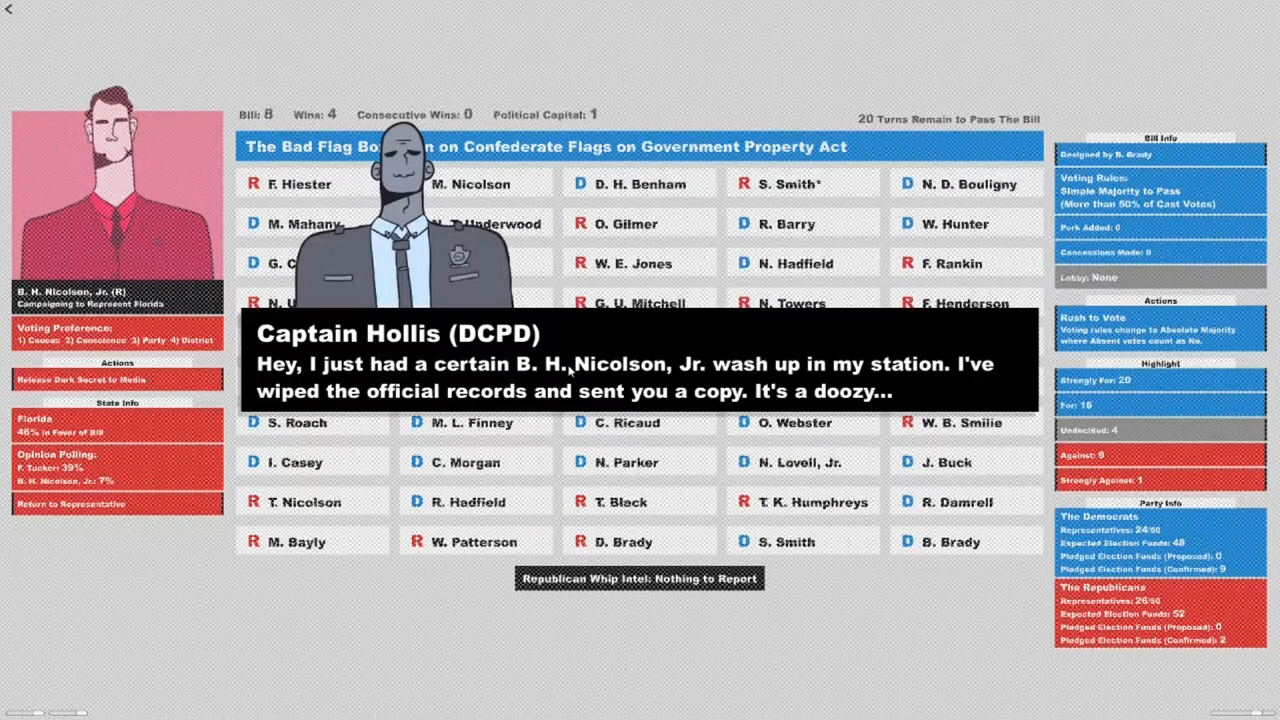 Bill: 8 Wins: 4 Consecutive Wins: 0 Political Capital: 1
20 Turns Remain to Pass The Bill
B. H. Nicolson, Jr. (R)
Campaigning to Represent Florida
Voting Preference:
1) Caucus 2) Conscience 3) Party 4) District
Actions
Release Dark Secret to Media
State Info
Florida
46% in Favor of Bill
Opinion Polling:
F. Tucker: 39%
B. H. Nicolson, Jr.: 7%
Return to Representative
The Bad Flag Bo n on Confederate Flags on Government Property Act
R F. Hiester M. Nicolson D D. H. Benham R S. Smith* D N. D. Bouligny
D M. Mahany Underwood R O. Gilmer D R. Barry D W. Hunter
D G. C R W. E. Jones D N. Hadfield R F. Rankin
R N. U R G. U. Mitchell R N. Towers R F. Henderson
Captain Hollis (DCPD)
Hey, I just had a certain B. H. Nicolson, Jr. wash up in my station. I've
wiped the official records and sent you a copy. It's a doozy...
D S. Roach D M. L. Finney D C. Ricaud D O. Webster R W. B. Smilie
D I. Casey D C. Morgan D N. Parker D N. Lovell, Jr. D J. Buck
R T. Nicolson D R. Hadfield R T. Black R T. K. Humphreys D R. Damrell
R M. Bayly R W. Patterson R D. Brady D S. Smith D B. Brady
Republican Whip Intel: Nothing to Report
Bill Info
Designed by B. Brady
Voting Rules:
Simple Majority to Pass
(More than 50% of Cast Votes)
Pork Added: 0
Concessions Made: 0
Lobby: None
Actions
Rush to Vote
Voting rules change to Absolute Majority
where Absent votes count as No.
Highlight
Strongly For: 20
For: 16
Undecided: 4
Against: 9
Strongly Against: 1
Party Info
The Democrats
Representatives: 24/50
Expected Election Funds: 48
Pledged Election Funds (Proposed): 0
Pledged Election Funds (Confirmed): 9
The Republicans
Representatives: 26/50
Expected Election Funds: 52
Pledged Election Funds (Proposed): 0
Pledged Election Funds (Confirmed): 2